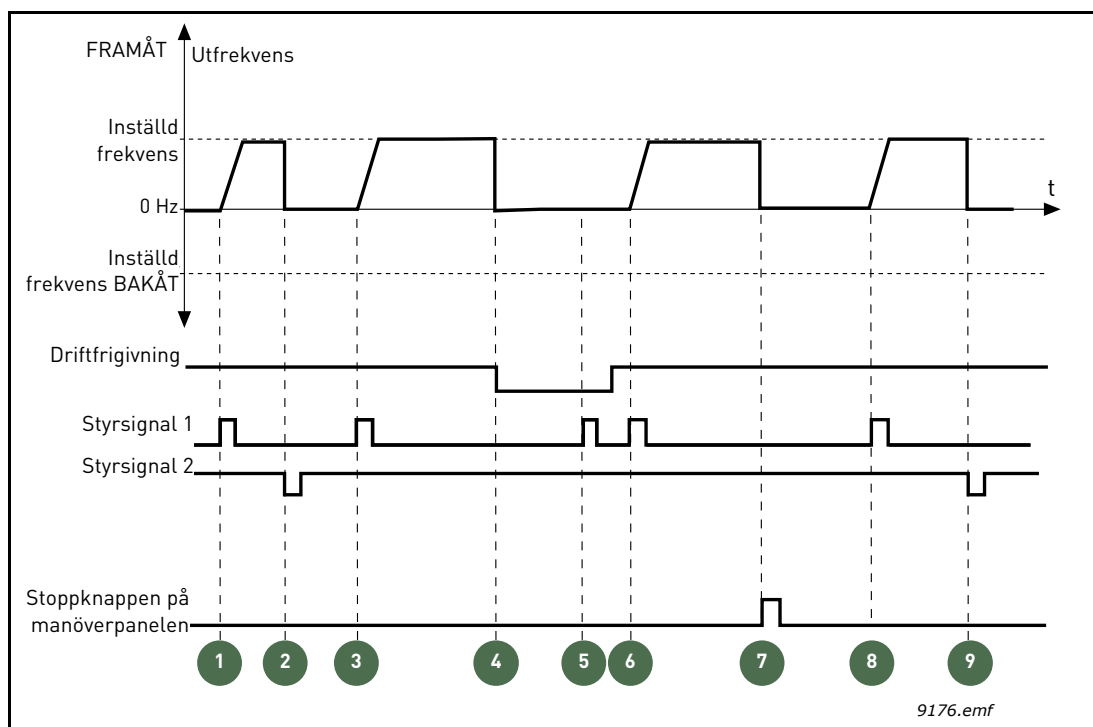 FRAMÅT
Utfrekvens
Inställd
frekvens
0 Hz
t
Inställd
frekvens BAKÅT
Driftfrigivning
Styrsignal 1
Styrsignal 2
Stoppknappen på
manöverpanelen
1 2 3 4 5 6 7 8 9
9176.emf